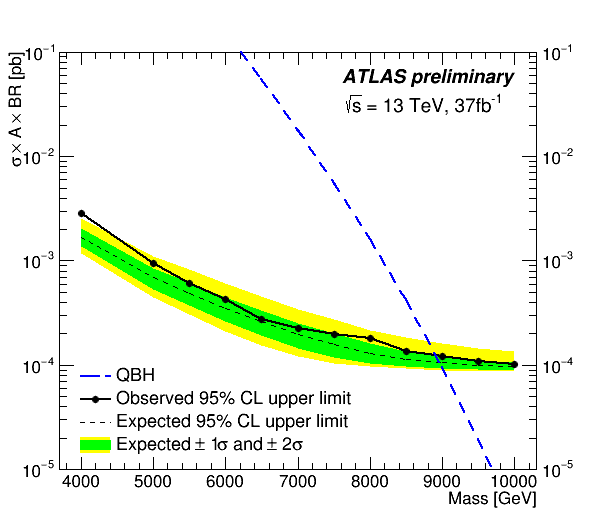 ATLAS preliminary
√s = 13 TeV, 37fb⁻¹
σ × A × BR [pb]
10⁻¹
10⁻²
10⁻³
10⁻⁴
10⁻⁵
10⁻¹
10⁻²
10⁻³
10⁻⁴
10⁻⁵
QBH
Observed 95% CL upper limit
Expected 95% CL upper limit
Expected ± 1σ and ± 2σ
4000 5000 6000 7000 8000 9000 10000
Mass [GeV]